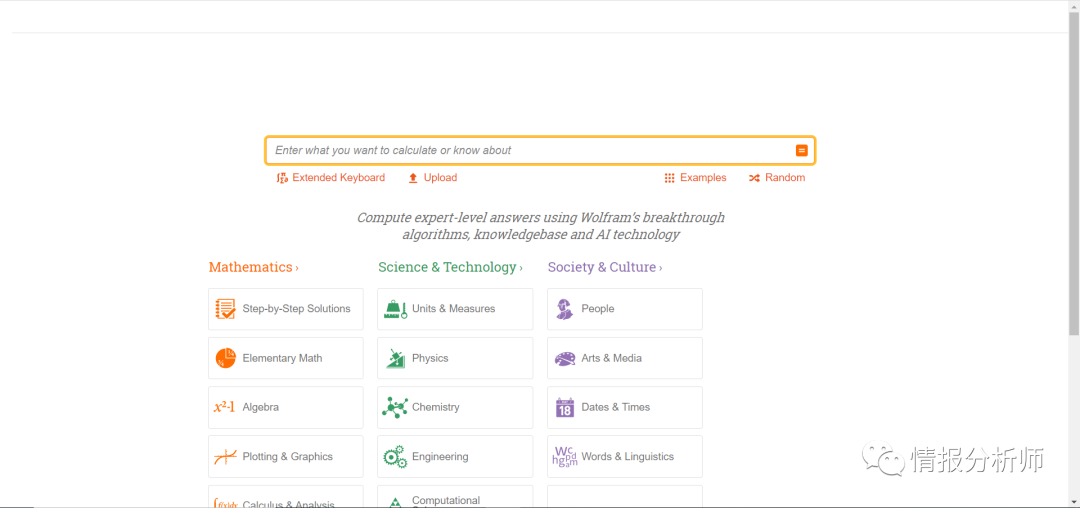 Enter what you want to calculate or know about
Extended Keyboard
Upload
Examples
Random
Compute expert-level answers using Wolfram's breakthrough
algorithms, knowledgebase and AI technology
Mathematics ›
Science & Technology ›
Society & Culture ›
Step-by-Step Solutions
Units & Measures
People
Elementary Math
Physics
Arts & Media
x²-1
Algebra
Chemistry
18
Dates & Times
Plotting & Graphics
Engineering
Words & Linguistics
情报分析师
Calculus & Analysis
Computational